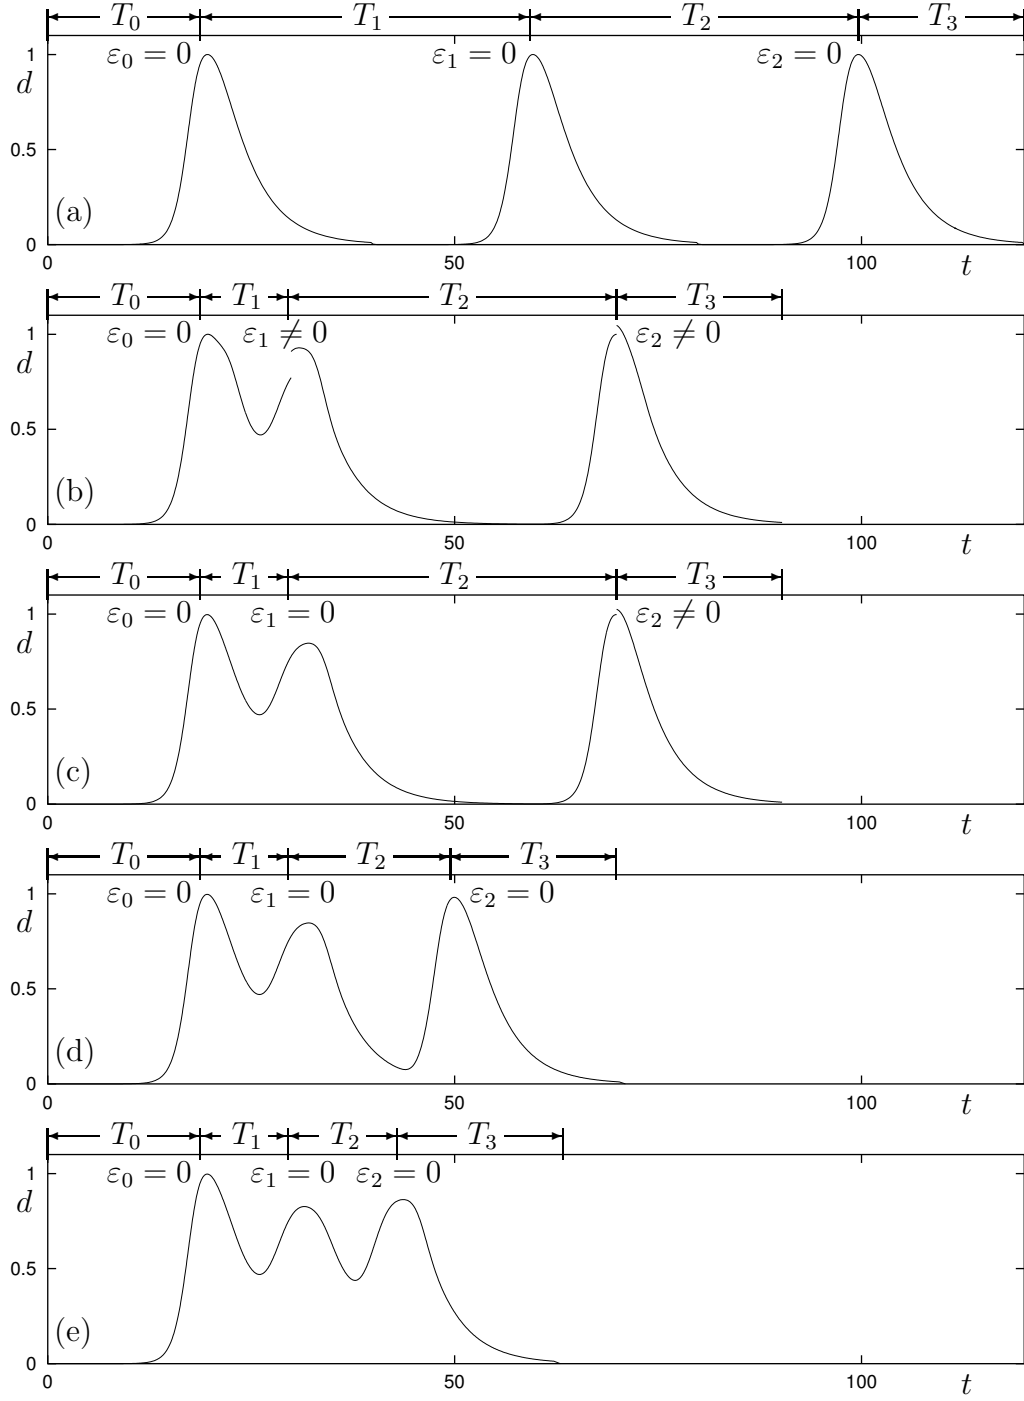 T₀ T₁ T₂ T₃
1 ε₀ = 0 ε₁ = 0 ε₂ = 0
d
0.5
(a)
0
0 50 100 t
T₀ T₁ T₂ T₃
1 ε₀ = 0 ε₁ ≠ 0 ε₂ ≠ 0
d
0.5
(b)
0
0 50 100 t
T₀ T₁ T₂ T₃
1 ε₀ = 0 ε₁ = 0 ε₂ ≠ 0
d
0.5
(c)
0
0 50 100 t
T₀ T₁ T₂ T₃
1 ε₀ = 0 ε₁ = 0 ε₂ = 0
d
0.5
(d)
0
0 50 100 t
T₀ T₁ T₂ T₃
1 ε₀ = 0 ε₁ = 0 ε₂ = 0
d
0.5
(e)
0
0 50 100 t